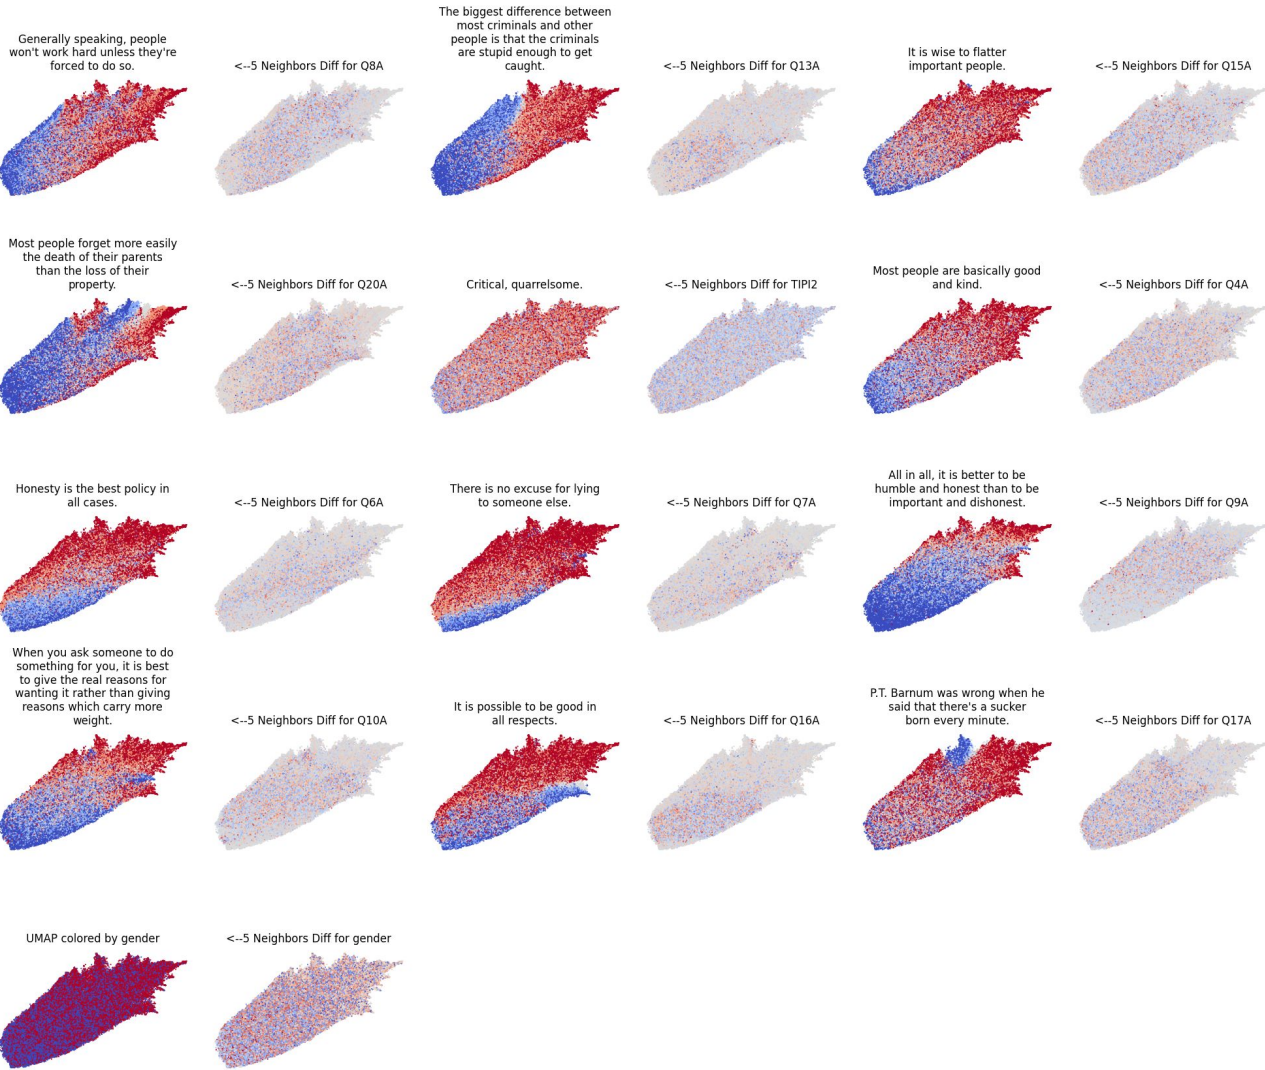 Generally speaking, people
won't work hard unless they're
forced to do so.
<--5 Neighbors Diff for Q8A
The biggest difference between
most criminals and other
people is that the criminals
are stupid enough to get
caught.
<--5 Neighbors Diff for Q13A
It is wise to flatter
important people.
<--5 Neighbors Diff for Q15A
Most people forget more easily
the death of their parents
than the loss of their
property.
<--5 Neighbors Diff for Q20A
Critical, quarrelsome.
<--5 Neighbors Diff for TIPI2
Most people are basically good
and kind.
<--5 Neighbors Diff for Q4A
Honesty is the best policy in
all cases.
<--5 Neighbors Diff for Q6A
There is no excuse for lying
to someone else.
<--5 Neighbors Diff for Q7A
All in all, it is better to be
humble and honest than to be
important and dishonest.
<--5 Neighbors Diff for Q9A
When you ask someone to do
something for you, it is best
to give the real reasons for
wanting it rather than giving
reasons which carry more
weight.
<--5 Neighbors Diff for Q10A
It is possible to be good in
all respects.
<--5 Neighbors Diff for Q16A
P.T. Barnum was wrong when he
said that there's a sucker
born every minute.
<--5 Neighbors Diff for Q17A
UMAP colored by gender
<--5 Neighbors Diff for gender